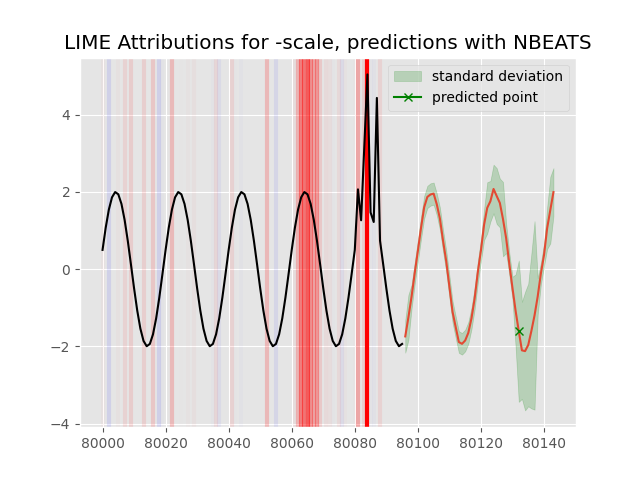 LIME Attributions for -scale, predictions with NBEATS
standard deviation
predicted point
4
2
0
−2
−4
80000 80020 80040 80060 80080 80100 80120 80140